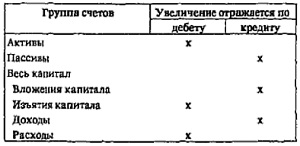 Группа счетов Увеличение отражается по
дебету кредиту
Активы x
Пассивы x
Весь капитал
Вложения капитала x
Изъятия капитала x
Доходы x
Расходы x